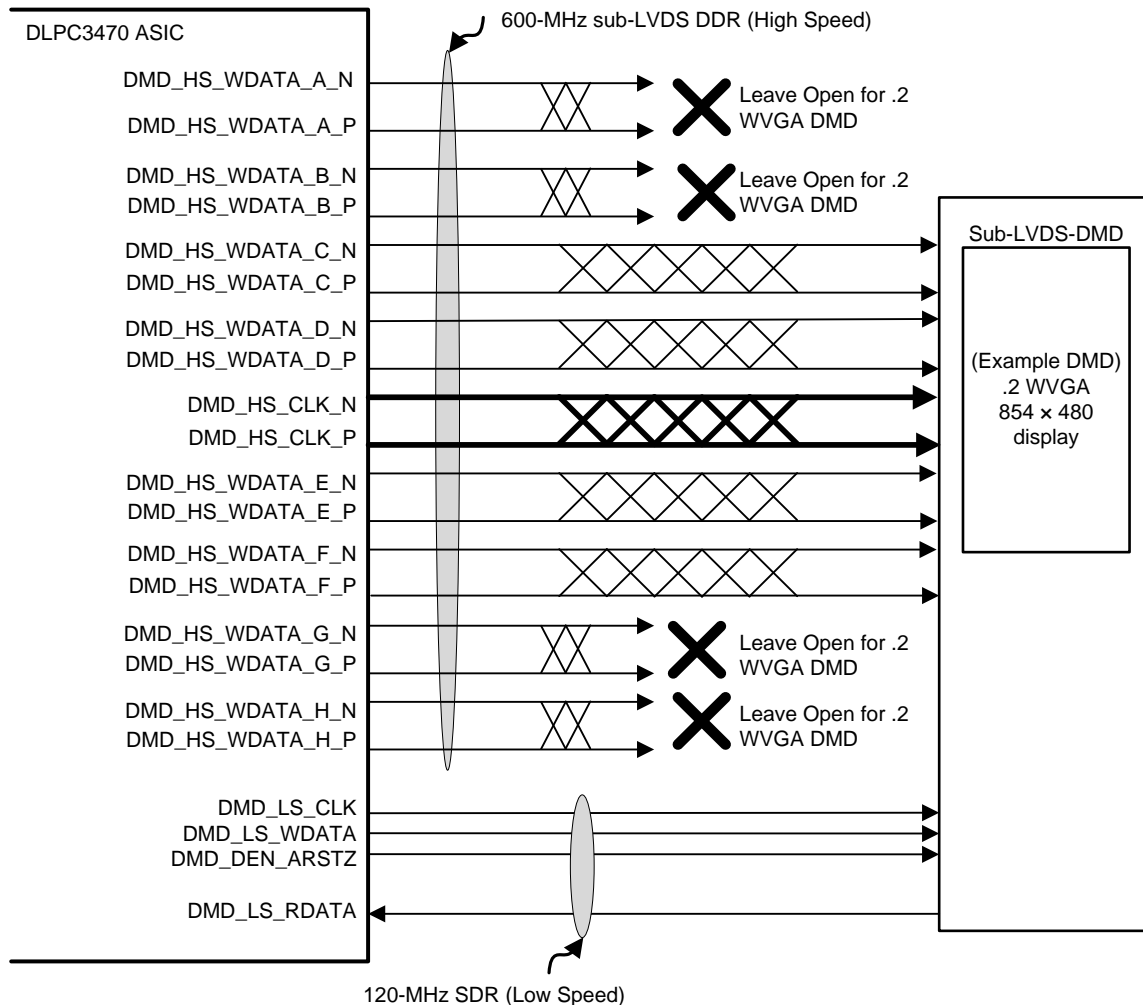 600-MHz sub-LVDS DDR (High Speed)
DLPC3470 ASIC
DMD_HS_WDATA_A_N
DMD_HS_WDATA_A_P
Leave Open for .2
WVGA DMD
DMD_HS_WDATA_B_N
DMD_HS_WDATA_B_P
Leave Open for .2
WVGA DMD
DMD_HS_WDATA_C_N
DMD_HS_WDATA_C_P
DMD_HS_WDATA_D_N
DMD_HS_WDATA_D_P
DMD_HS_CLK_N
DMD_HS_CLK_P
DMD_HS_WDATA_E_N
DMD_HS_WDATA_E_P
DMD_HS_WDATA_F_N
DMD_HS_WDATA_F_P
Sub-LVDS-DMD
(Example DMD)
.2 WVGA
854 × 480
display
DMD_HS_WDATA_G_N
DMD_HS_WDATA_G_P
Leave Open for .2
WVGA DMD
DMD_HS_WDATA_H_N
DMD_HS_WDATA_H_P
Leave Open for .2
WVGA DMD
DMD_LS_CLK
DMD_LS_WDATA
DMD_DEN_ARSTZ
DMD_LS_RDATA
120-MHz SDR (Low Speed)